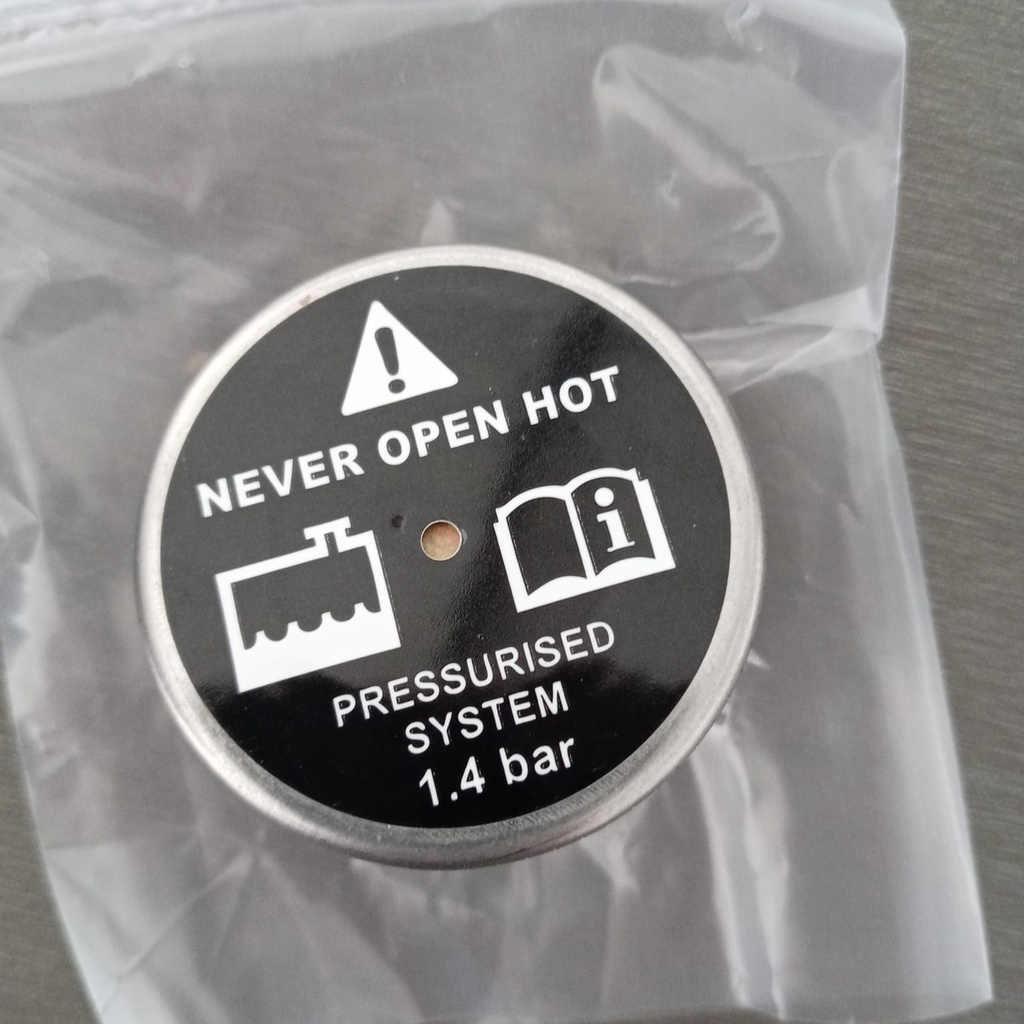 NEVER OPEN HOT
PRESSURISED
SYSTEM
1.4 bar